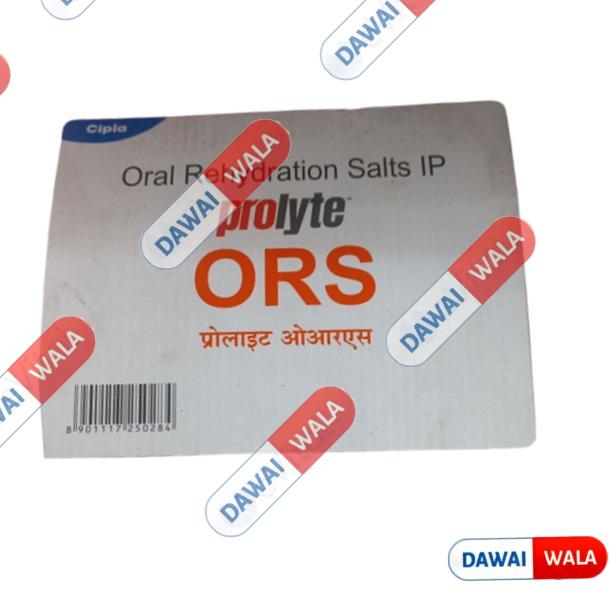 DAWAI
Cipla
Oral Rehydration Salts IP
DAWAI WALA
prolyte
ORS
DAWAI WALA
प्रोलाइट ओआरएस
WALA
8 901117 250284
DAWAI WALA
DAWAI WALA